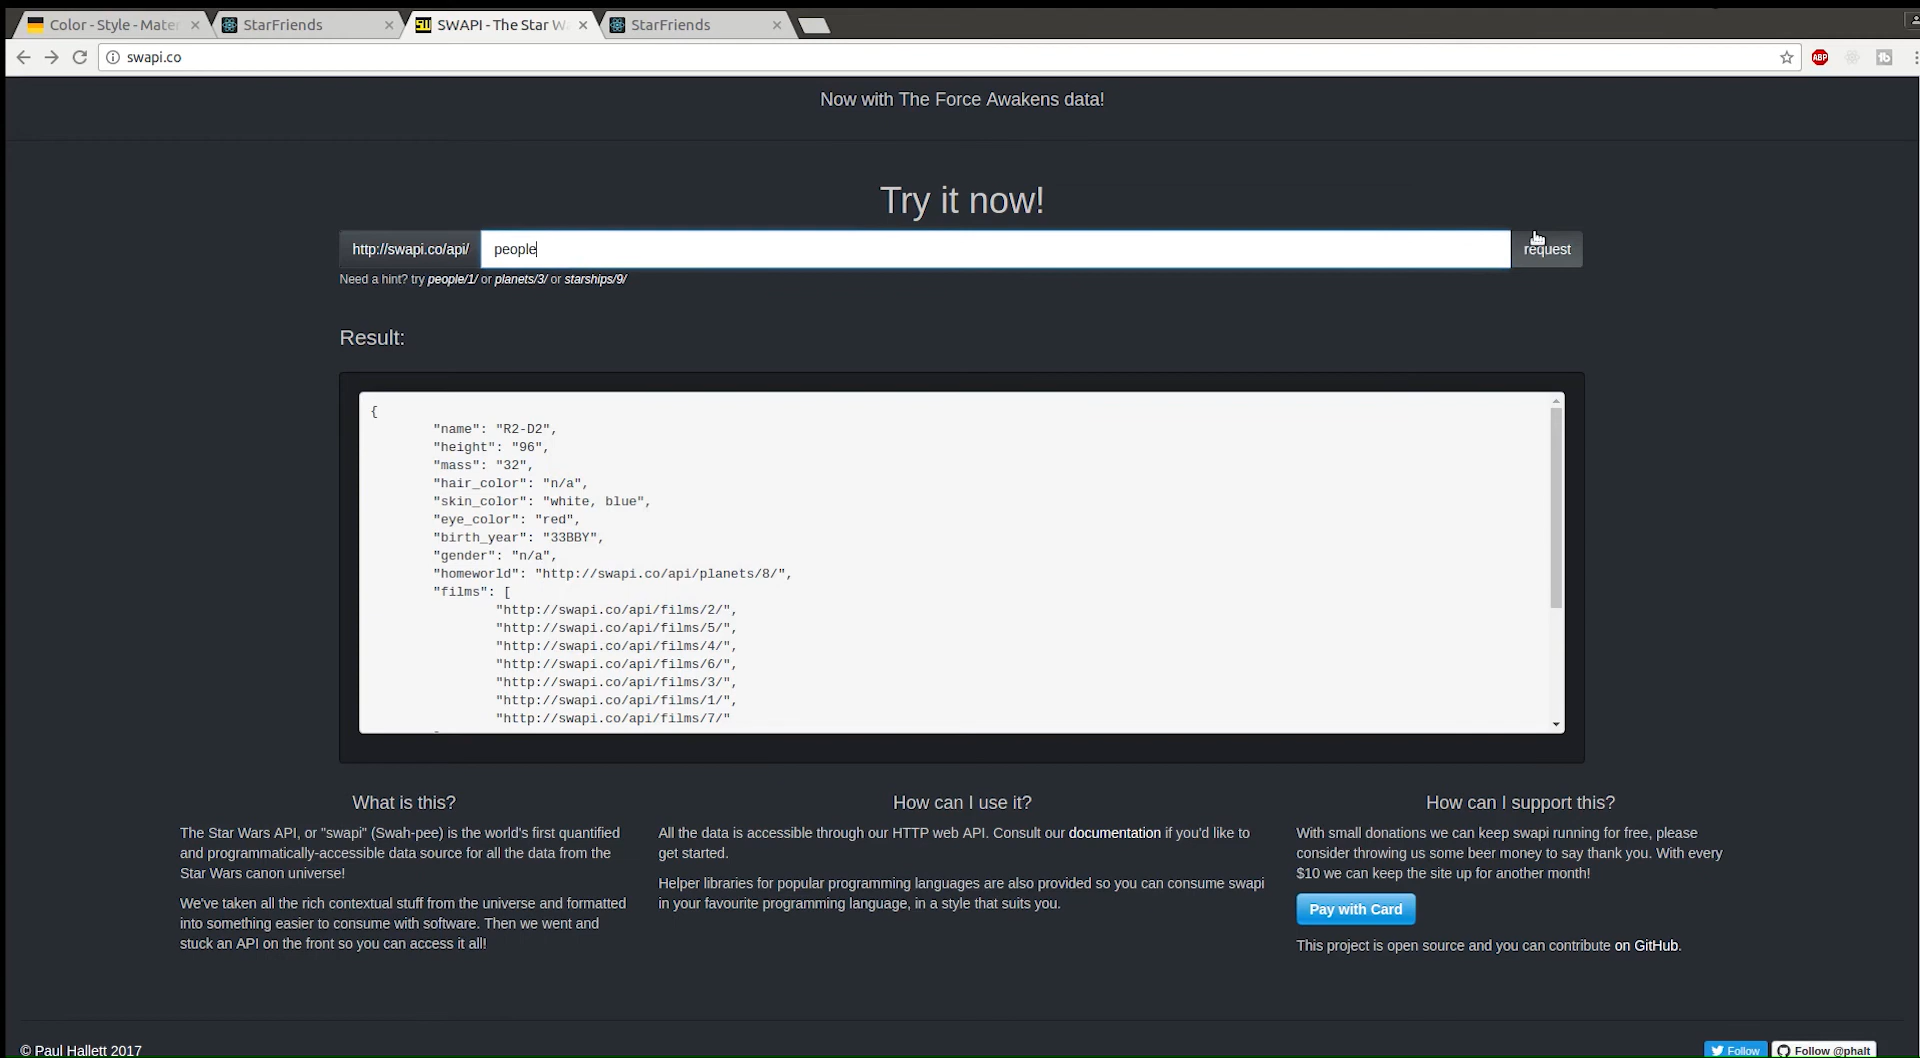 Color - Style - Mater
StarFriends
SWAPI - The Star W
StarFriends
swapi.co
ABP
Now with The Force Awakens data!
Try it now!
http://swapi.co/api/
people
request
Need a hint? try people/1/ or planets/3/ or starships/9/
Result:
{
"name": "R2-D2",
"height": "96",
"mass": "32",
"hair_color": "n/a",
"skin_color": "white, blue",
"eye_color": "red",
"birth_year": "33BBY",
"gender": "n/a",
"homeworld": "http://swapi.co/api/planets/8/",
"films": [
"http://swapi.co/api/films/2/",
"http://swapi.co/api/films/5/",
"http://swapi.co/api/films/4/",
"http://swapi.co/api/films/6/",
"http://swapi.co/api/films/3/",
"http://swapi.co/api/films/1/",
"http://swapi.co/api/films/7/"
What is this?
The Star Wars API, or "swapi" (Swah-pee) is the world's first quantified
and programmatically-accessible data source for all the data from the
Star Wars canon universe!
We've taken all the rich contextual stuff from the universe and formatted
into something easier to consume with software. Then we went and
stuck an API on the front so you can access it all!
How can I use it?
All the data is accessible through our HTTP web API. Consult our documentation if you'd like to
get started.
Helper libraries for popular programming languages are also provided so you can consume swapi
in your favourite programming language, in a style that suits you.
How can I support this?
With small donations we can keep swapi running for free, please
consider throwing us some beer money to say thank you. With every
$10 we can keep the site up for another month!
Pay with Card
This project is open source and you can contribute on GitHub.
© Paul Hallett 2017
Follow
Follow @phalt